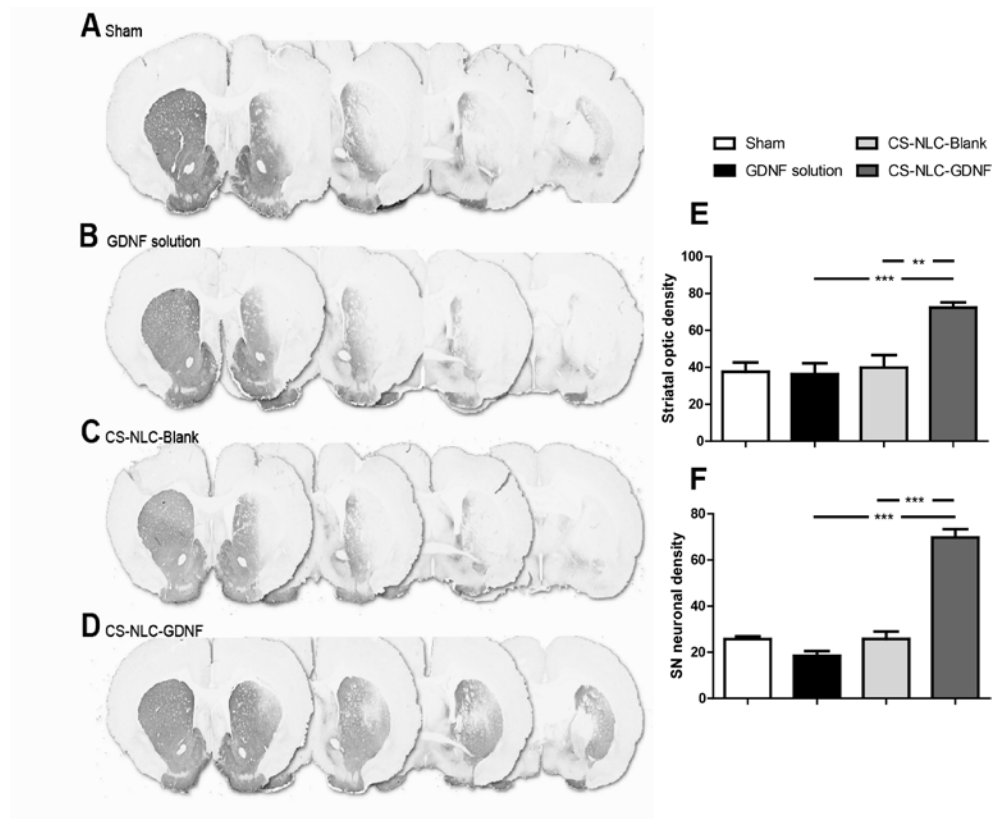 A Sham
B GDNF solution
C CS-NLC-Blank
D CS-NLC-GDNF
Sham
CS-NLC-Blank
GDNF solution
CS-NLC-GDNF
E
Striatal optic density
100
80
60
40
20
0
**
***
F
SN neuronal density
80
60
40
20
0
***
***